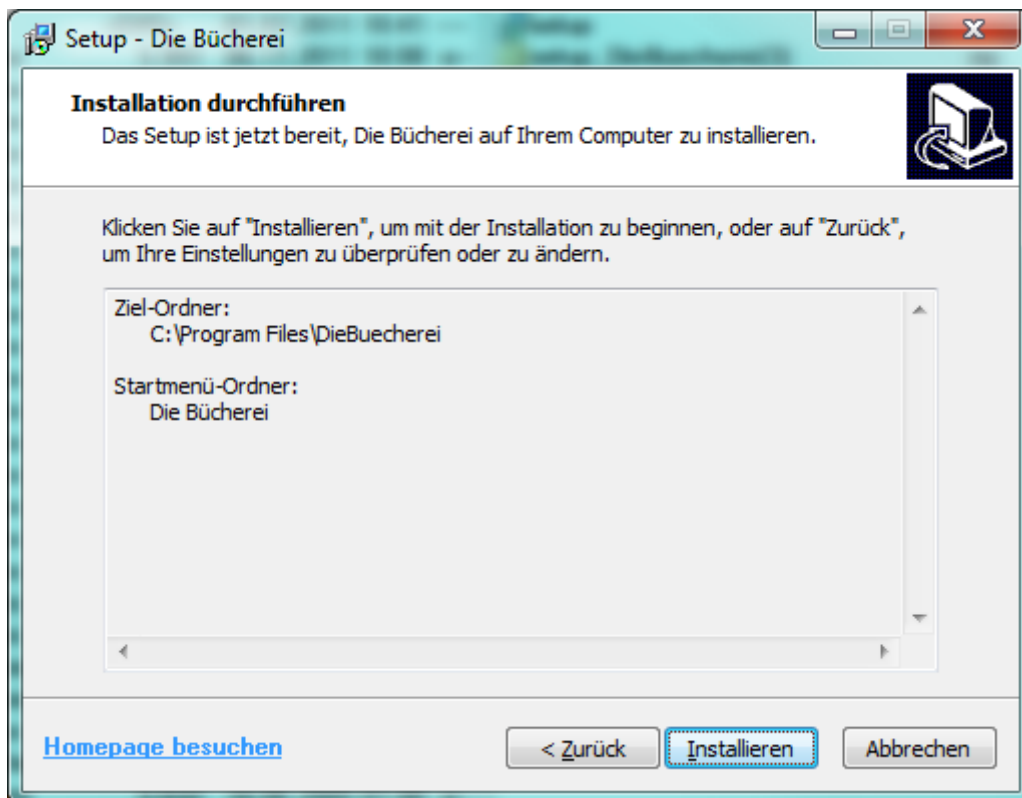 Setup - Die Bücherei
Installation durchführen
Das Setup ist jetzt bereit, Die Bücherei auf Ihrem Computer zu installieren.
Klicken Sie auf "Installieren", um mit der Installation zu beginnen, oder auf "Zurück",
um Ihre Einstellungen zu überprüfen oder zu ändern.
Ziel-Ordner:
C:\Program Files\DieBuecherei
Startmenü-Ordner:
Die Bücherei
Homepage besuchen
< Zurück
Installieren
Abbrechen